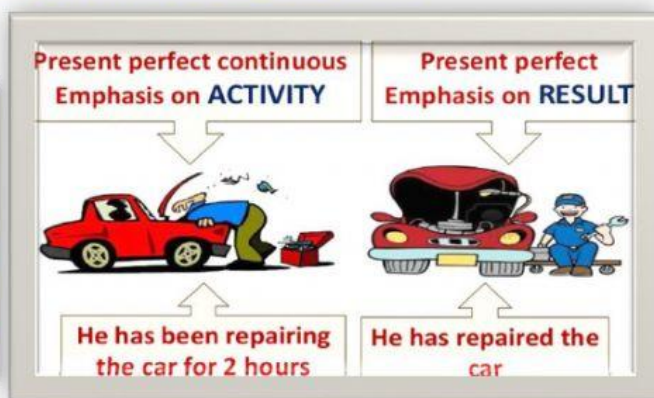 Present perfect continuous
Emphasis on ACTIVITY
Present perfect
Emphasis on RESULT
He has been repairing
the car for 2 hours
He has repaired the
car